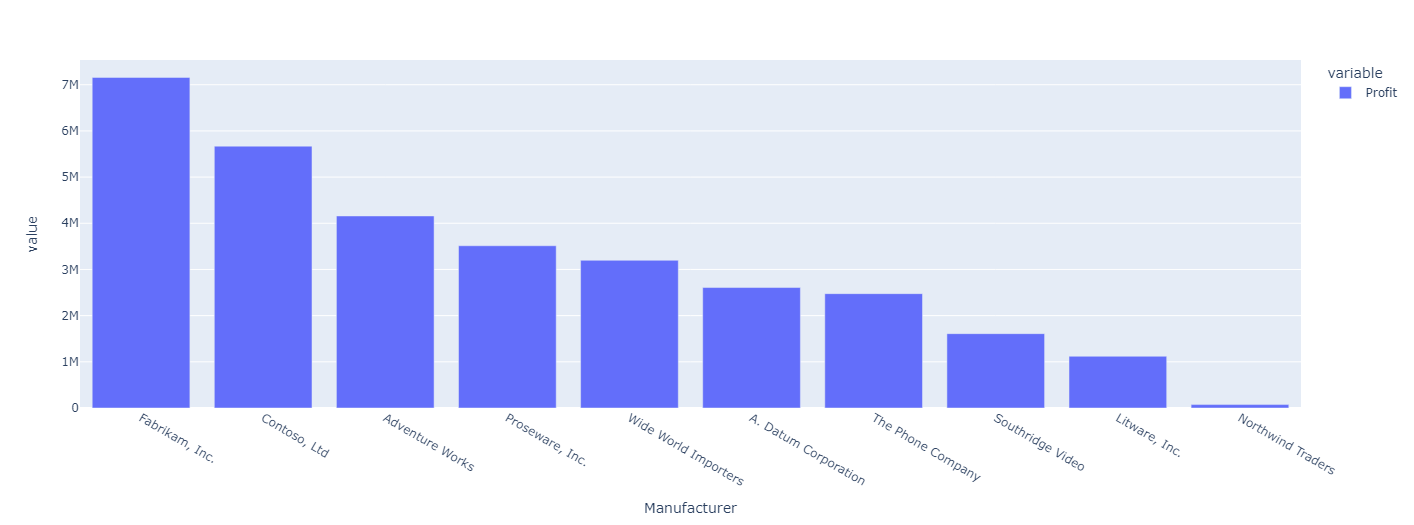 variable
Profit
7M
6M
5M
4M
3M
2M
1M
0
value
Fabrikam, Inc.
Contoso, Ltd
Adventure Works
Proseware, Inc.
Wide World Importers
A. Datum Corporation
The Phone Company
Southridge Video
Litware, Inc.
Northwind Traders
Manufacturer